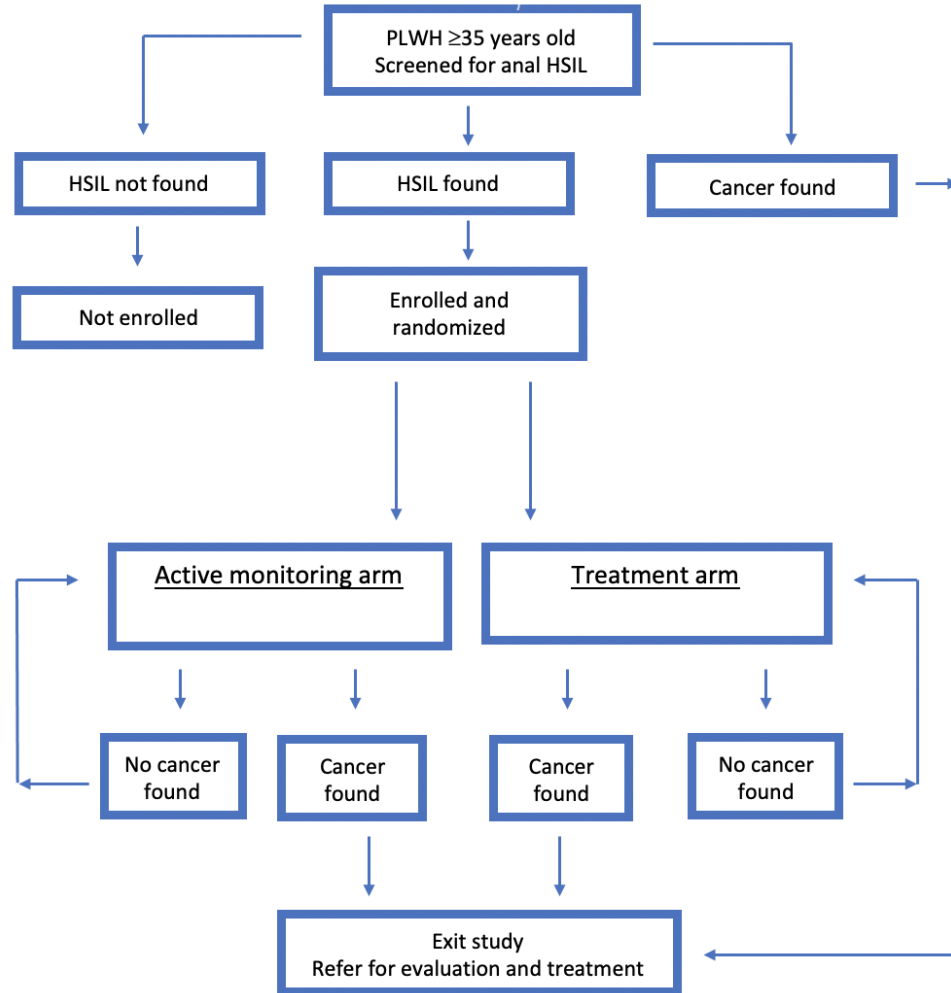 PLWH ≥35 years old
Screened for anal HSIL
HSIL not found
HSIL found
Cancer found
Not enrolled
Enrolled and
randomized
Active monitoring arm
Treatment arm
No cancer
found
Cancer
found
Cancer
found
No cancer
found
Exit study
Refer for evaluation and treatment